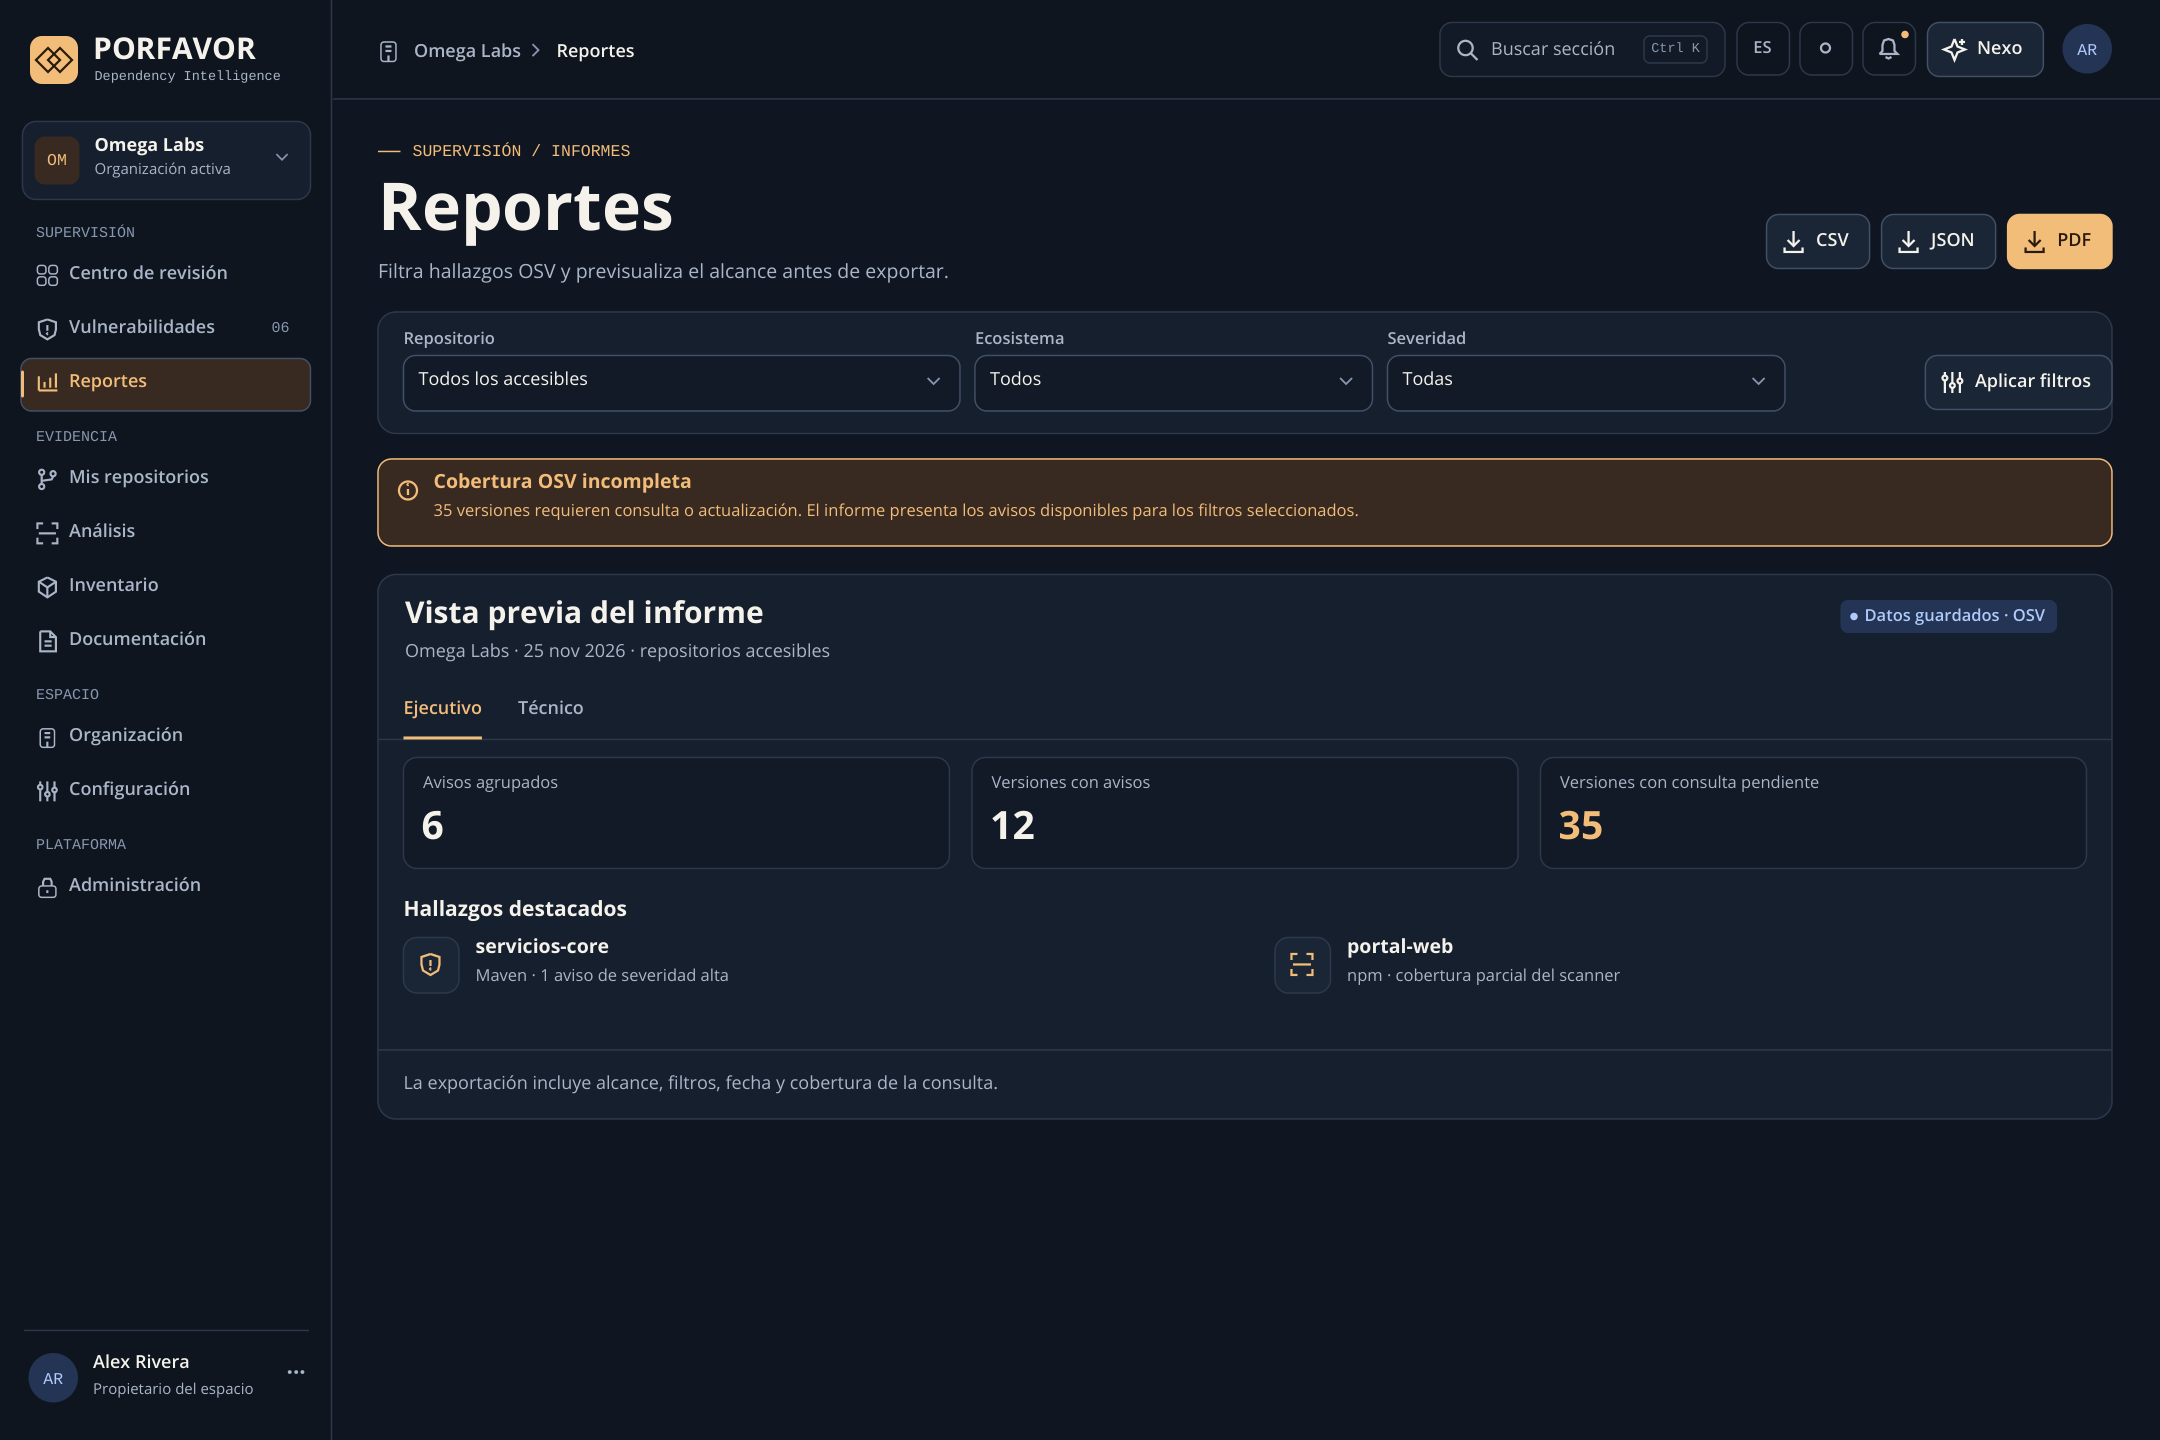 PORFAVOR
Dependency Intelligence
OM
Omega Labs
Organización activa
SUPERVISIÓN
Centro de revisión
Vulnerabilidades 06
Reportes
EVIDENCIA
Mis repositorios
Análisis
Inventario
Documentación
ESPACIO
Organización
Configuración
PLATAFORMA
Administración
AR
Alex Rivera
Propietario del espacio
Omega Labs > Reportes
Buscar sección Ctrl K
ES
Nexo
AR
SUPERVISIÓN / INFORMES
Reportes
Filtra hallazgos OSV y previsualiza el alcance antes de exportar.
CSV
JSON
PDF
Repositorio
Todos los accesibles
Ecosistema
Todos
Severidad
Todas
Aplicar filtros
Cobertura OSV incompleta
35 versiones requieren consulta o actualización. El informe presenta los avisos disponibles para los filtros seleccionados.
Vista previa del informe
Omega Labs · 25 nov 2026 · repositorios accesibles
Datos guardados · OSV
Ejecutivo
Técnico
Avisos agrupados
6
Versiones con avisos
12
Versiones con consulta pendiente
35
Hallazgos destacados
servicios-core
Maven · 1 aviso de severidad alta
portal-web
npm · cobertura parcial del scanner
La exportación incluye alcance, filtros, fecha y cobertura de la consulta.